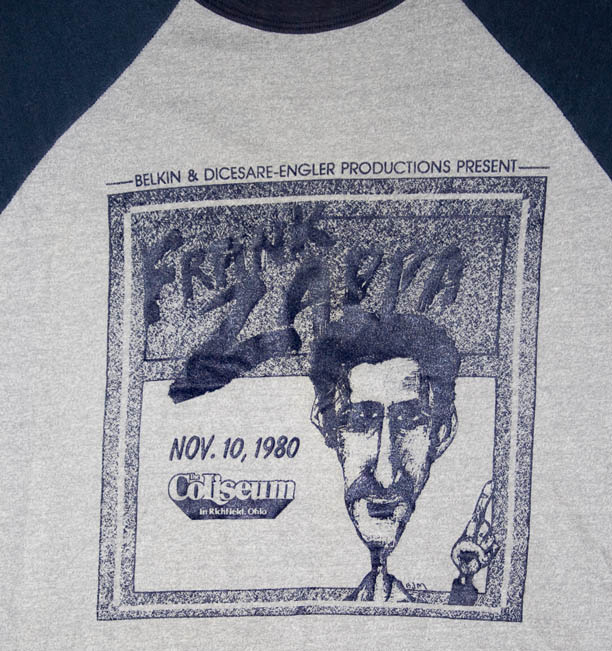 BELKIN & DICESARE-ENGLER PRODUCTIONS PRESENT
FRANK
ZAPPA
NOV. 10, 1980
The
Coliseum
In Richfield, Ohio